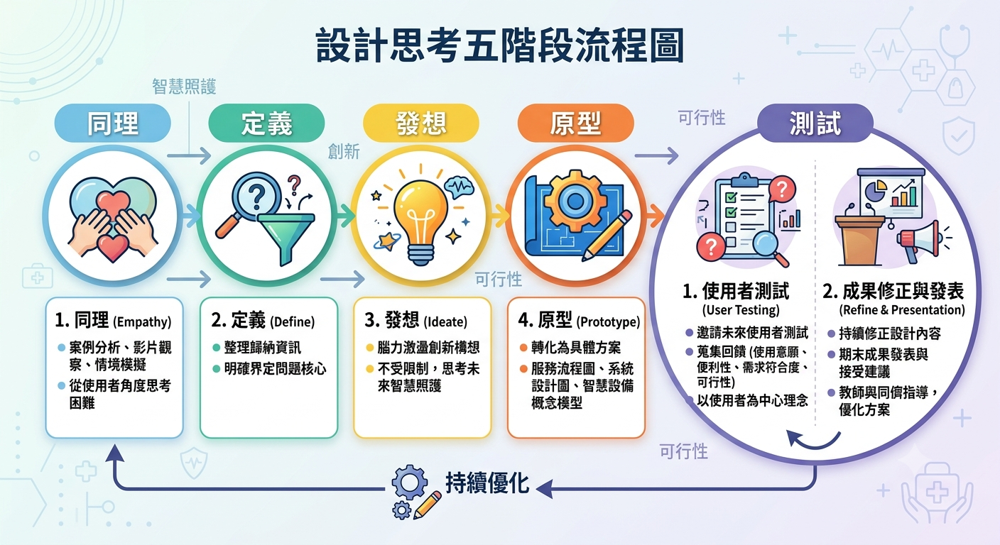 設計思考五階段流程圖
智慧照護
同理
定義
發想
原型
測試
可行性
創新
可行性
1. 同理 (Empathy)
案例分析、影片觀
察、情境模擬
從使用者角度思考
困難
2. 定義 (Define)
整理歸納資訊
明確界定問題核心
3. 發想 (Ideate)
腦力激盪創新構想
不受限制，思考未
來智慧照護
4. 原型 (Prototype)
轉化為具體方案
服務流程圖、系統
設計圖、智慧設備
概念模型
1. 使用者測試
(User Testing)
邀請未來使用者測試
蒐集回饋 (使用意願、
便利性、需求符合度、
可行性)
以使用者為中心理念
2. 成果修正與發表
(Refine & Presentation)
持續修正設計內容
期末成果發表與
接受建議
教師與同儕指導，
優化方案
可行性
持續優化